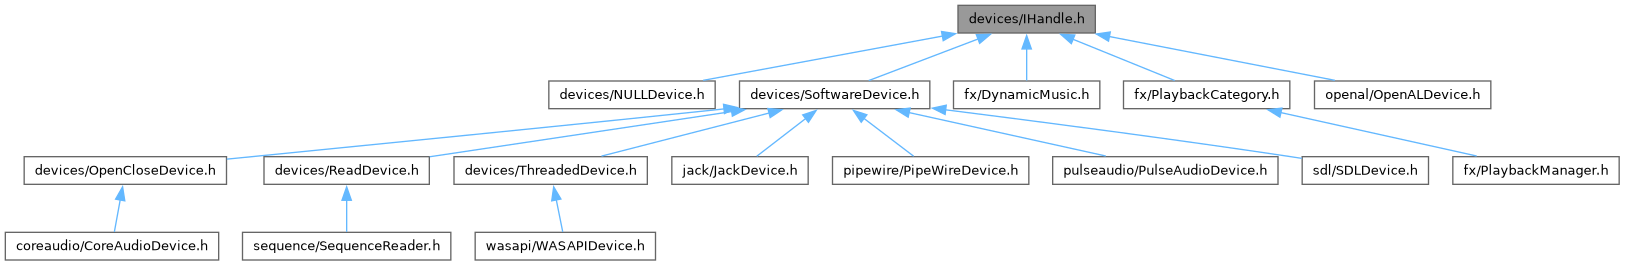 devices/IHandle.h
devices/NULLDevice.h
devices/SoftwareDevice.h
fx/DynamicMusic.h
fx/PlaybackCategory.h
openal/OpenALDevice.h
devices/OpenCloseDevice.h
devices/ReadDevice.h
devices/ThreadedDevice.h
jack/JackDevice.h
pipewire/PipeWireDevice.h
pulseaudio/PulseAudioDevice.h
sdl/SDLDevice.h
fx/PlaybackManager.h
coreaudio/CoreAudioDevice.h
sequence/SequenceReader.h
wasapi/WASAPIDevice.h